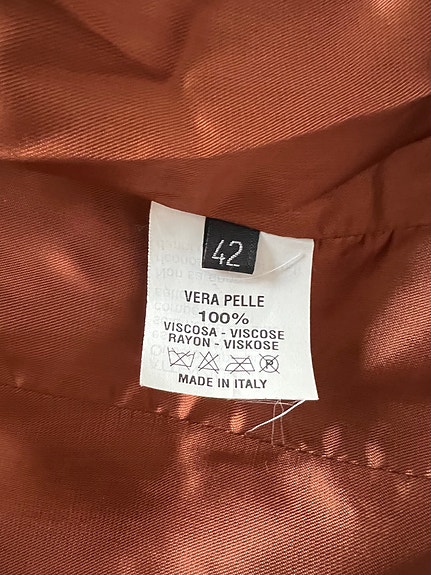 42
VERA PELLE
100%
VISCOSA - VISCOSE
RAYON - VISKOSE
P
MADE IN ITALY